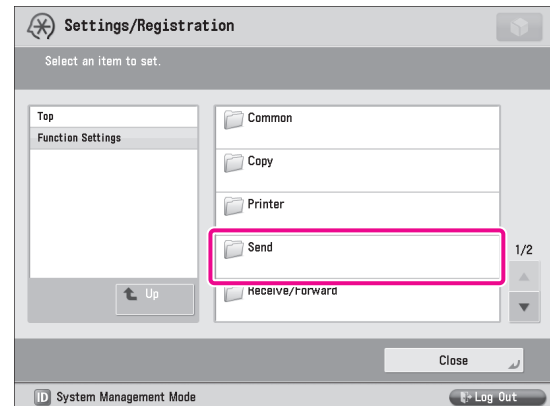 Settings/Registration
Select an item to set.
Top
Function Settings
Up
Common
Copy
Printer
Send
Receive/Forward
1/2
Close
ID System Management Mode
Log Out